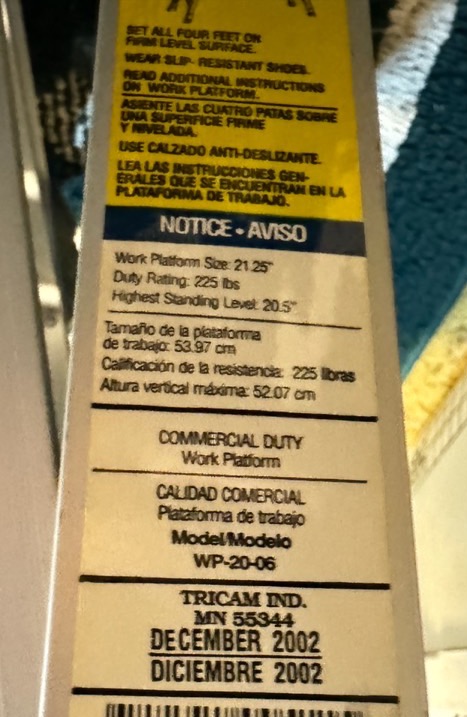 SET ALL FOUR FEET ON
FIRM LEVEL SURFACE.
WEAR SLIP- RESISTANT SHOES.
READ ADDITIONAL INSTRUCTIONS
ON WORK PLATFORM.
ASIENTE LAS CUATRO PATAS SOBRE
UNA SUPERFICIE FIRME
Y NIVELADA.
USE CALZADO ANTI-DESLIZANTE.
LEA LAS INSTRUCCIONES GEN-
ERALES QUE SE ENCUENTRAN EN LA
PLATAFORMA DE TRABAJO.
NOTICE • AVISO
Work Platform Size: 21.25"
Duty Rating: 225 lbs
Highest Standing Level: 20.5"
Tamaño de la plataforma
de trabajo: 53.97 cm
Calificación de la resistencia: 225 libras
Altura vertical máxima: 52.07 cm
COMMERCIAL DUTY
Work Platform
CALIDAD COMERCIAL
Plataforma de trabajo
Model/Modelo
WP-20-06
TRICAM IND.
MN 55344
DECEMBER 2002
DICIEMBRE 2002